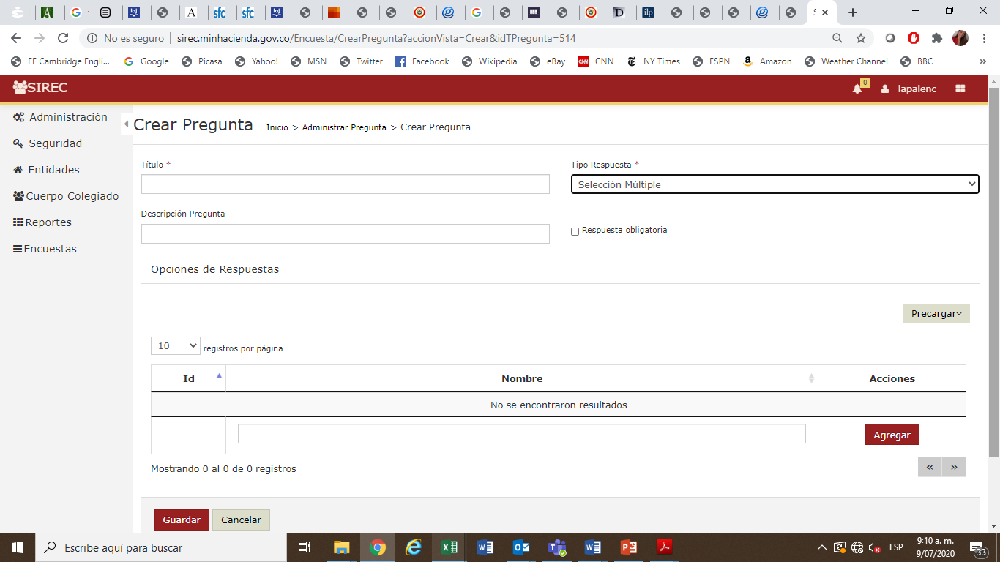 S
No es seguro | sirec.minhacienda.gov.co/Encuesta/CrearPregunta?accionVista=Crear&idTPregunta=514
EF Cambridge Engli... Google Picasa Yahoo! MSN Twitter Facebook Wikipedia eBay CNN NY Times ESPN Amazon Weather Channel BBC »
SIREC 0 lapalenc
Administración
Seguridad
Entidades
Cuerpo Colegiado
Reportes
Encuestas
Crear Pregunta Inicio > Administrar Pregunta > Crear Pregunta
Título * Tipo Respuesta *
Selección Múltiple
Descripción Pregunta
Respuesta obligatoria
Opciones de Respuestas
Precargar
10 registros por página
Id Nombre Acciones
No se encontraron resultados
Agregar
Mostrando 0 al 0 de 0 registros « »
Guardar Cancelar
Escribe aquí para buscar ESP 9:10 a. m.
9/07/2020 33